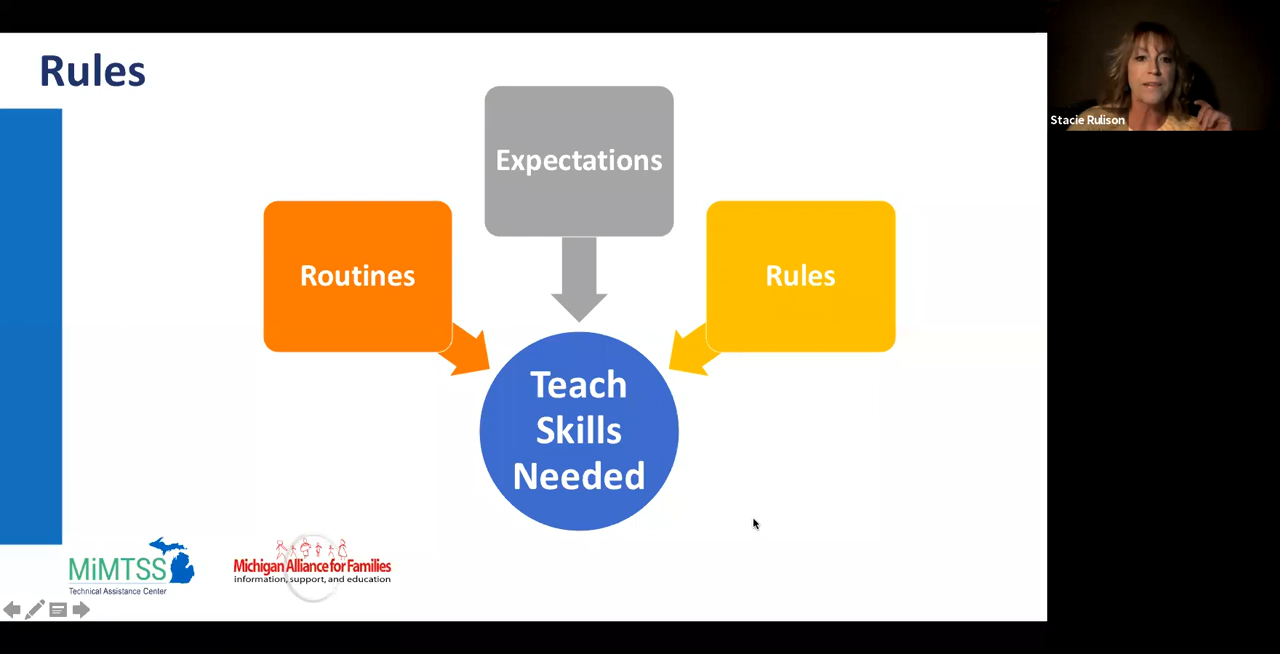 Rules
Stacie Rulison
Expectations
Routines
Rules
Teach
Skills
Needed
MiMTSS
Technical Assistance Center
Michigan Alliance for Families
information, support, and education